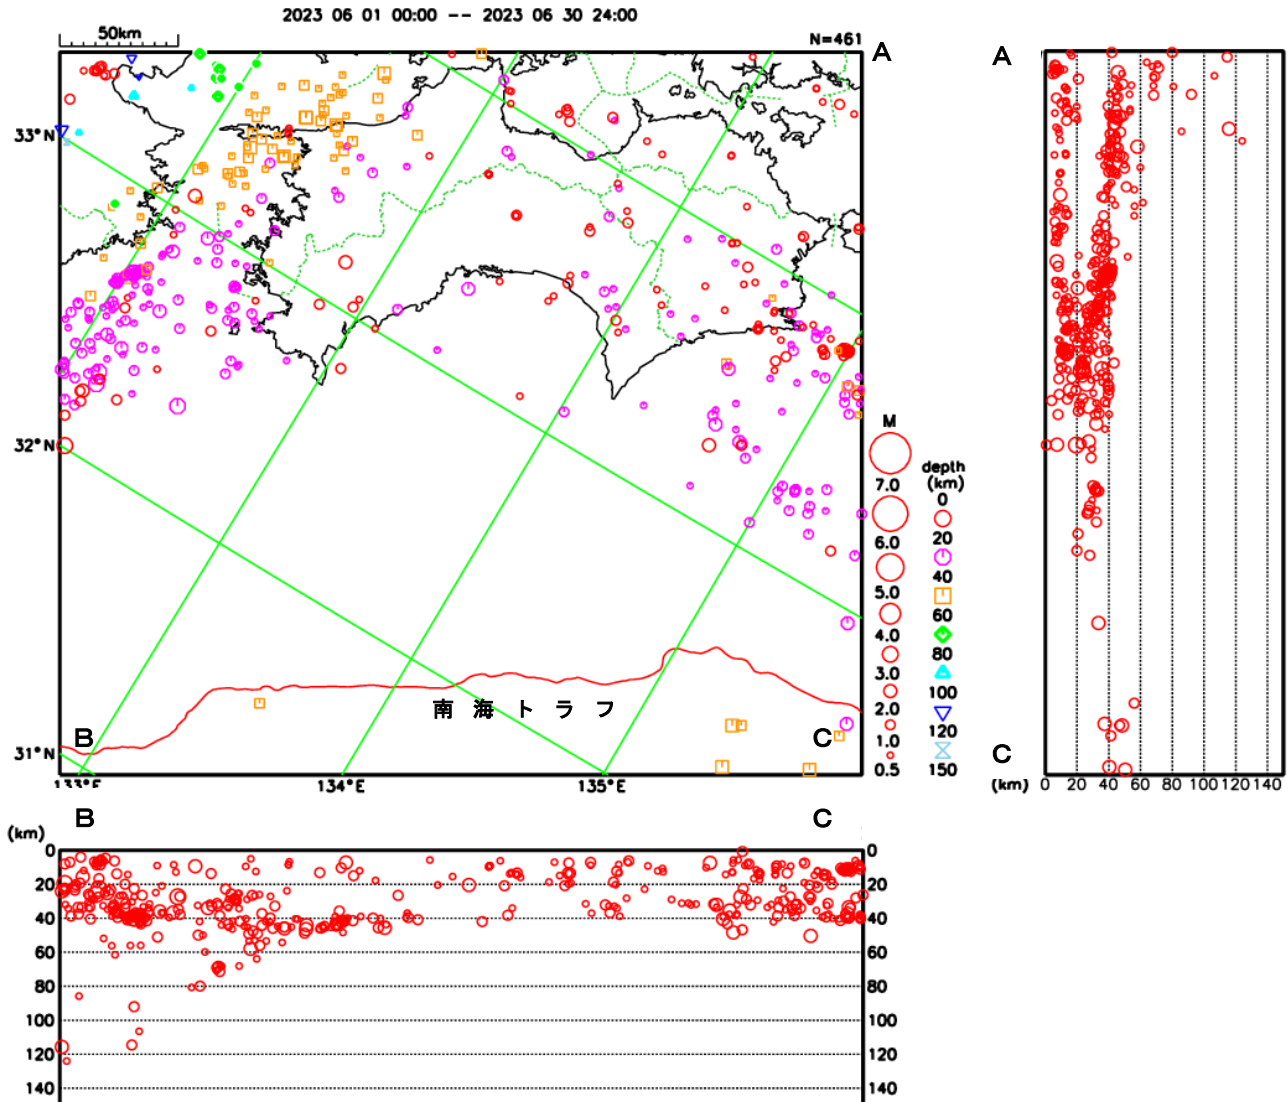 2023 06 01 00:00 -- 2023 06 30 24:00
50km
N=461
A
A
33°N
32°N
31°N
133°E
134°E
135°E
B
C
C
南海トラフ
M
7.0
6.0
5.0
4.0
3.0
2.0
1.0
0.5
depth
(km)
0
20
40
60
80
100
120
150
(km)
0 20 40 60 80 100 120 140
B
C
(km)
0
20
40
60
80
100
120
140
0
20
40
60
80
100
120
140